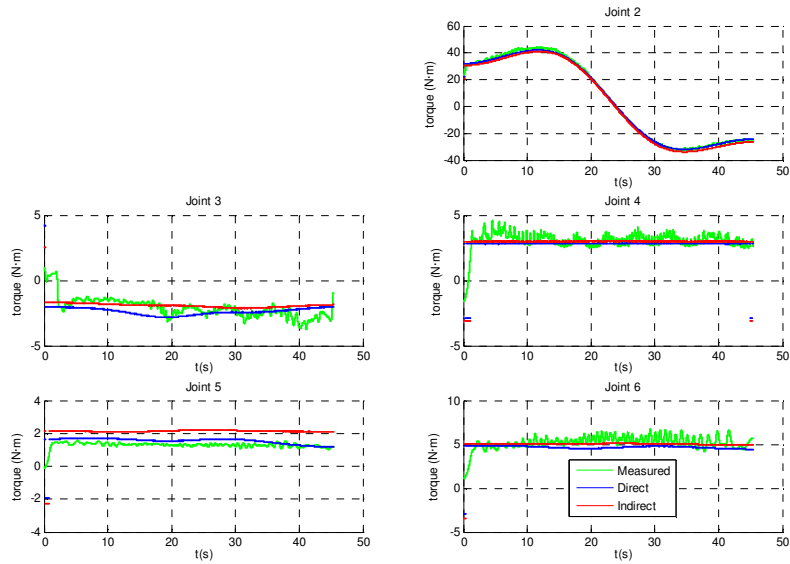 Joint 2
60
40
20
0
-20
-40
torque (N·m)
0 10 20 30 40 50
t(s)
Joint 3
5
0
-5
torque (N·m)
0 10 20 30 40 50
t(s)
Joint 4
5
0
-5
torque (N·m)
0 10 20 30 40 50
t(s)
Joint 5
4
2
0
-2
-4
torque (N·m)
0 10 20 30 40 50
t(s)
Joint 6
10
5
0
-5
torque (N·m)
Measured
Direct
Indirect
0 10 20 30 40 50
t(s)